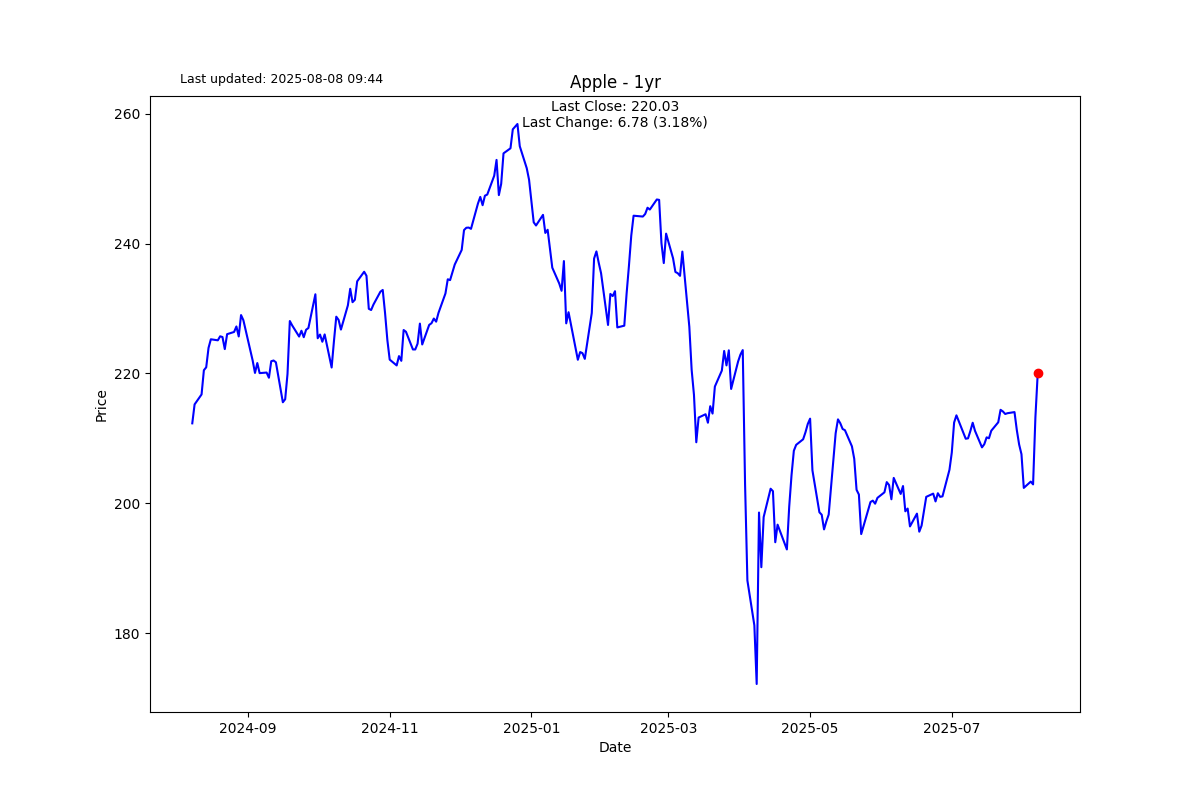 Last updated: 2025-08-08 09:44
Apple - 1yr
Last Close: 220.03
Last Change: 6.78 (3.18%)
260
240
220
200
180
Price
2024-09 2024-11 2025-01 2025-03 2025-05 2025-07
Date